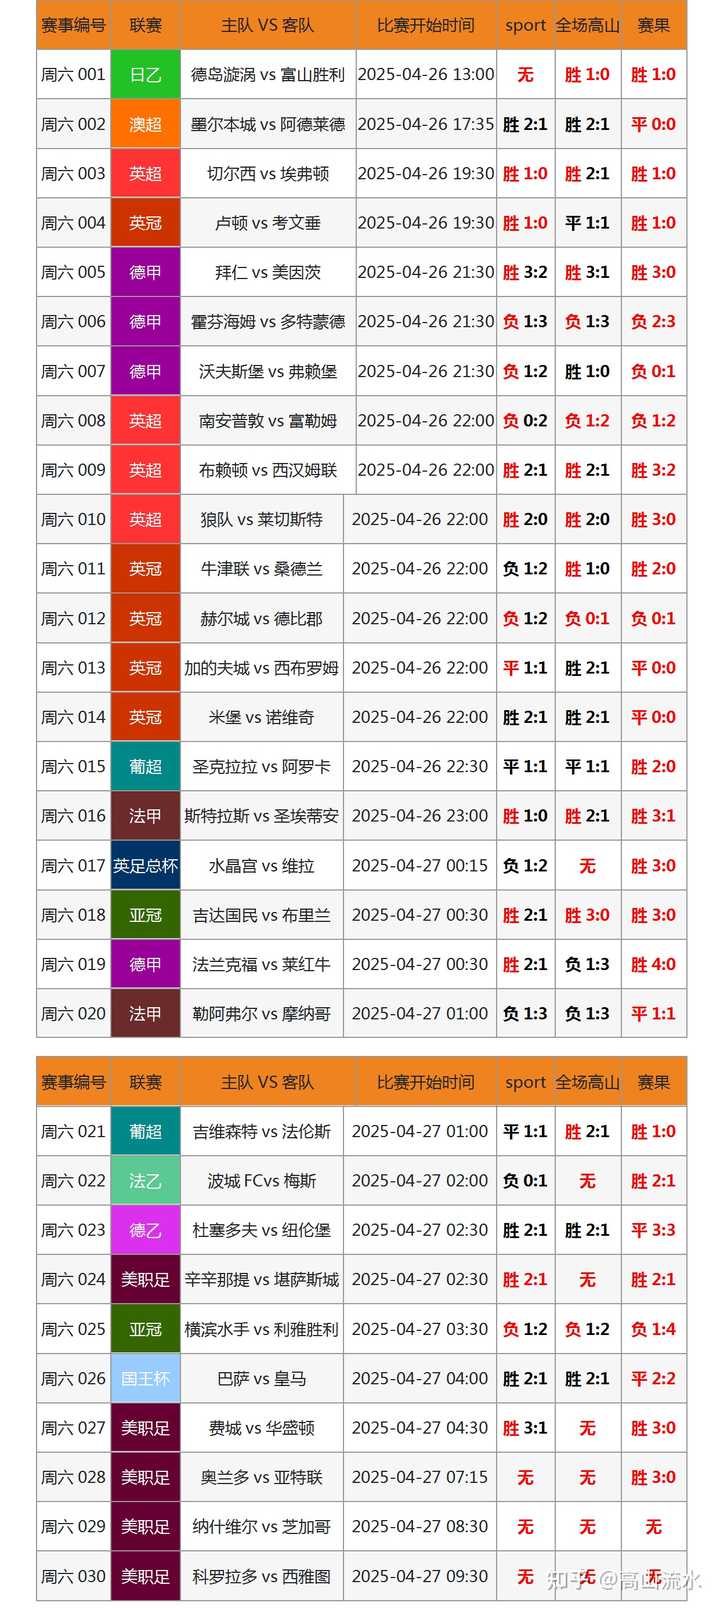 赛事编号 联赛 主队 VS 客队 比赛开始时间 sport 全场高山 赛果
周六 001 日乙 德岛漩涡 vs 富山胜利 2025-04-26 13:00 无 胜 1:0 胜 1:0
周六 002 澳超 墨尔本城 vs 阿德莱德 2025-04-26 17:35 胜 2:1 胜 2:1 平 0:0
周六 003 英超 切尔西 vs 埃弗顿 2025-04-26 19:30 胜 1:0 胜 2:1 胜 1:0
周六 004 英冠 卢顿 vs 考文垂 2025-04-26 19:30 胜 1:0 平 1:1 胜 1:0
周六 005 德甲 拜仁 vs 美因茨 2025-04-26 21:30 胜 3:2 胜 3:1 胜 3:0
周六 006 德甲 霍芬海姆 vs 多特蒙德 2025-04-26 21:30 负 1:3 负 1:3 负 2:3
周六 007 德甲 沃夫斯堡 vs 弗赖堡 2025-04-26 21:30 负 1:2 胜 1:0 负 0:1
周六 008 英超 南安普敦 vs 富勒姆 2025-04-26 22:00 负 0:2 负 1:2 负 1:2
周六 009 英超 布赖顿 vs 西汉姆联 2025-04-26 22:00 胜 2:1 胜 2:1 胜 3:2
周六 010 英超 狼队 vs 莱切斯特 2025-04-26 22:00 胜 2:0 胜 2:0 胜 3:0
周六 011 英冠 牛津联 vs 桑德兰 2025-04-26 22:00 负 1:2 胜 1:0 胜 2:0
周六 012 英冠 赫尔城 vs 德比郡 2025-04-26 22:00 负 1:2 负 0:1 负 0:1
周六 013 英冠 加的夫城 vs 西布罗姆 2025-04-26 22:00 平 1:1 胜 2:1 平 0:0
周六 014 英冠 米堡 vs 诺维奇 2025-04-26 22:00 胜 2:1 胜 2:1 平 0:0
周六 015 葡超 圣克拉拉 vs 阿罗卡 2025-04-26 22:30 平 1:1 平 1:1 胜 2:0
周六 016 法甲 斯特拉斯 vs 圣埃蒂安 2025-04-26 23:00 胜 1:0 胜 2:1 胜 3:1
周六 017 英足总杯 水晶宫 vs 维拉 2025-04-27 00:15 负 1:2 无 胜 3:0
周六 018 亚冠 吉达国民 vs 布里兰 2025-04-27 00:30 胜 2:1 胜 3:0 胜 3:0
周六 019 德甲 法兰克福 vs 莱红牛 2025-04-27 00:30 胜 2:1 负 1:3 胜 4:0
周六 020 法甲 勒阿弗尔 vs 摩纳哥 2025-04-27 01:00 负 1:3 负 1:3 平 1:1
赛事编号 联赛 主队 VS 客队 比赛开始时间 sport 全场高山 赛果
周六 021 葡超 吉维森特 vs 法伦斯 2025-04-27 01:00 平 1:1 胜 2:1 胜 1:0
周六 022 法乙 波城 FCvs 梅斯 2025-04-27 02:00 负 0:1 无 胜 2:1
周六 023 德乙 杜塞多夫 vs 纽伦堡 2025-04-27 02:30 胜 2:1 胜 2:1 平 3:3
周六 024 美职足 辛辛那提 vs 堪萨斯城 2025-04-27 02:30 胜 2:1 无 胜 2:1
周六 025 亚冠 横滨水手 vs 利雅胜利 2025-04-27 03:30 负 1:2 负 1:2 负 1:4
周六 026 国王杯 巴萨 vs 皇马 2025-04-27 04:00 胜 2:1 胜 2:1 平 2:2
周六 027 美职足 费城 vs 华盛顿 2025-04-27 04:30 胜 3:1 无 胜 3:0
周六 028 美职足 奥兰多 vs 亚特联 2025-04-27 07:15 无 无 胜 3:0
周六 029 美职足 纳什维尔 vs 芝加哥 2025-04-27 08:30 无 无 无
周六 030 美职足 科罗拉多 vs 西雅图 2025-04-27 09:30 无 无 无
知乎 @高山流水